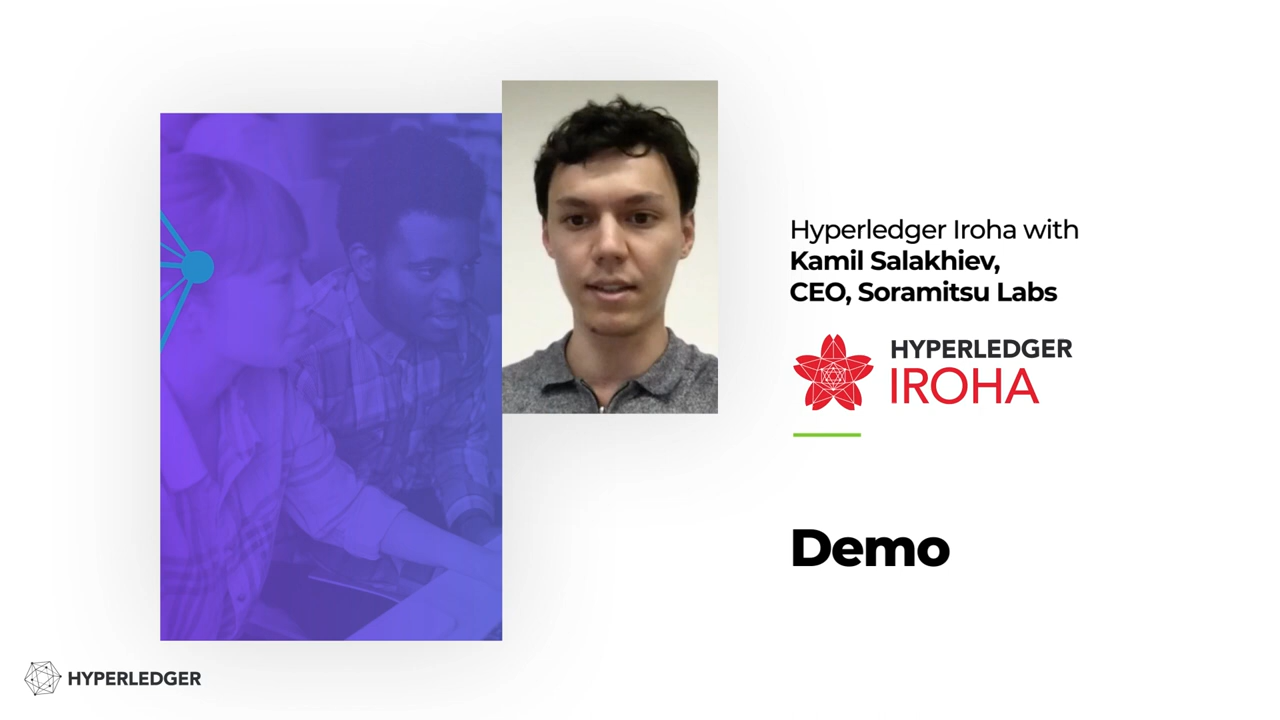 Hyperledger Iroha with
Kamil Salakhiev,
CEO, Soramitsu Labs
HYPERLEDGER
IROHA
Demo
HYPERLEDGER